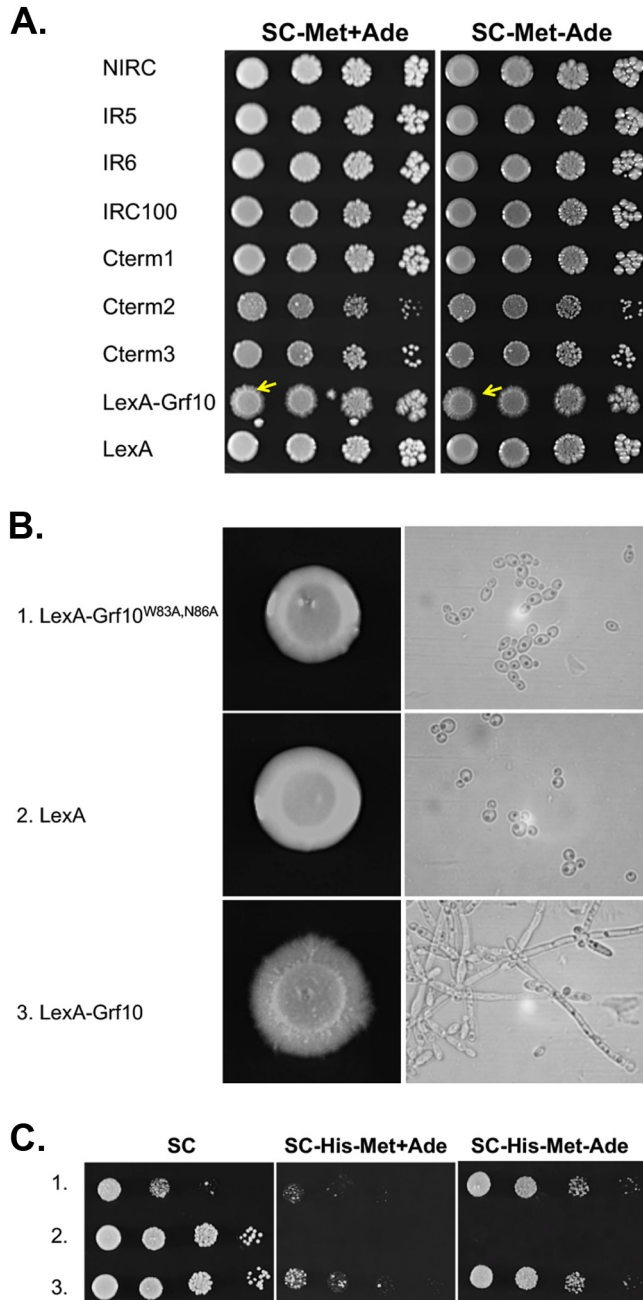 A.
SC-Met+Ade SC-Met-Ade
NIRC
IR5
IR6
IRC100
Cterm1
Cterm2
Cterm3
LexA-Grf10
LexA
B.
1. LexA-Grf10W83A,N86A
2. LexA
3. LexA-Grf10
C.
SC SC-His-Met+Ade SC-His-Met-Ade
1.
2.
3.